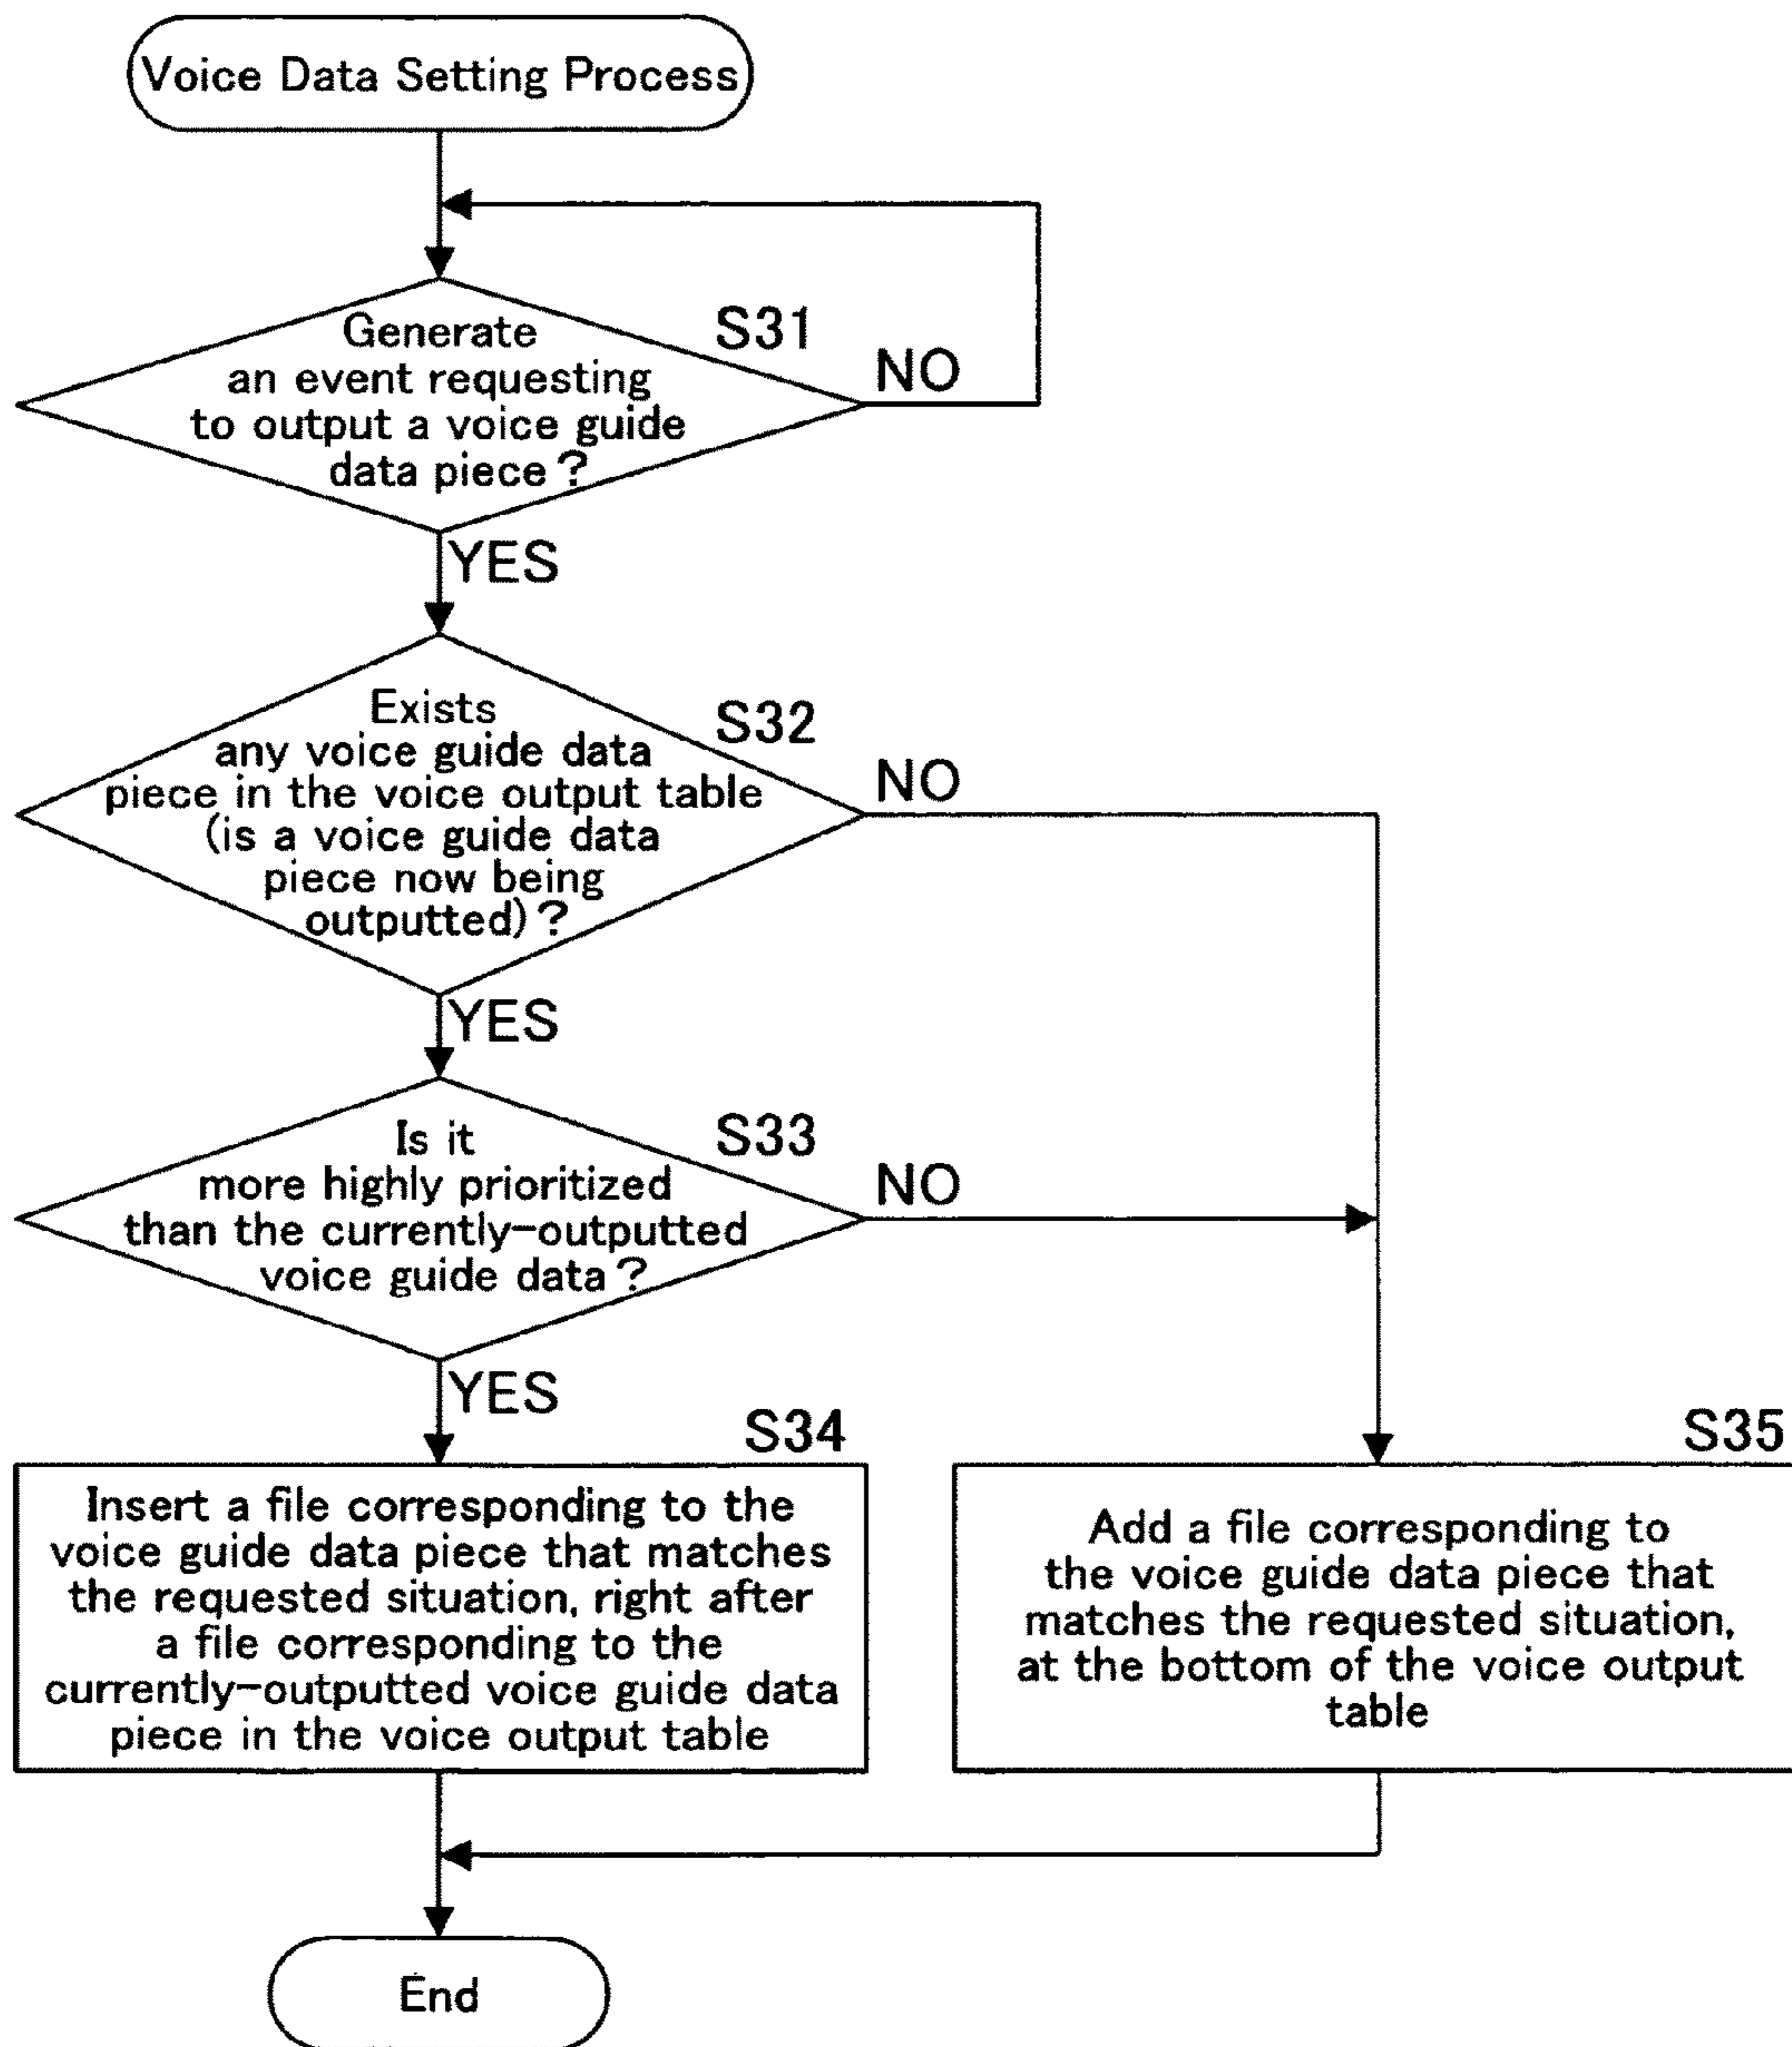 Voice Data Setting Process
S31
Generate
an event requesting
to output a voice guide
data piece?
NO
YES
S32
Exists
any voice guide data
piece in the voice output table
(is a voice guide data
piece now being
outputted)?
NO
YES
S33
Is it
more highly prioritized
than the currently-outputted
voice guide data?
NO
YES
S34
Insert a file corresponding to the
voice guide data piece that matches
the requested situation, right after
a file corresponding to the
currently-outputted voice guide data
piece in the voice output table
S35
Add a file corresponding to
the voice guide data piece that
matches the requested situation,
at the bottom of the voice output
table
End